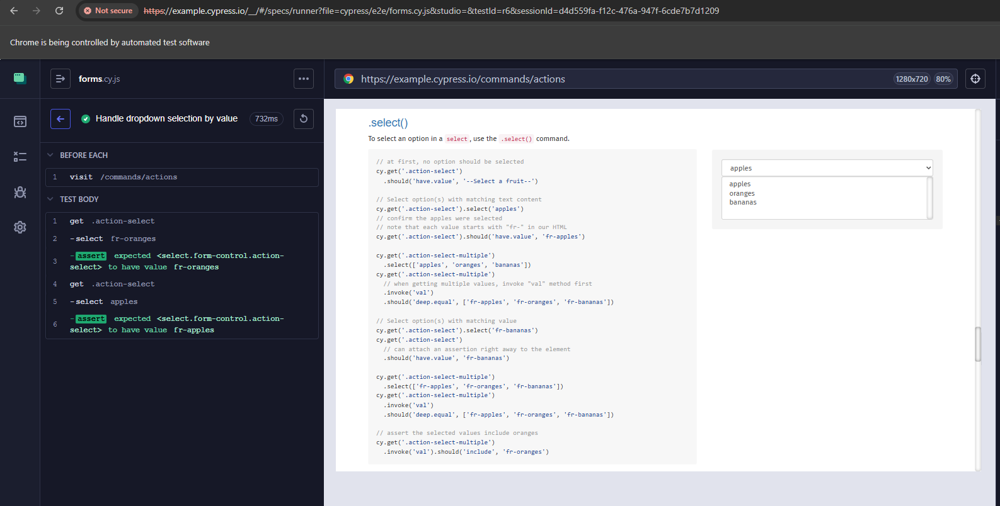 Not secure
https://example.cypress.io/__/#/specs/runner?file=cypress/e2e/forms.cy.js&studio=&testId=r6&sessionId=d4d559fa-f12c-476a-947f-6cde7b7d1209
Chrome is being controlled by automated test software
forms.cy.js
https://example.cypress.io/commands/actions
1280x720 80%
Handle dropdown selection by value 732ms
BEFORE EACH
1 visit /commands/actions
TEST BODY
1 get .action-select
2 -select fr-oranges
3 -assert expected <select.form-control.action-
select> to have value fr-oranges
4 get .action-select
5 -select apples
6 -assert expected <select.form-control.action-
select> to have value fr-apples
.select()
To select an option in a select, use the .select() command.
// at first, no option should be selected
cy.get('.action-select')
.should('have.value', '--Select a fruit--')
// Select option(s) with matching text content
cy.get('.action-select').select('apples')
// confirm the apples were selected
// note that each value starts with "fr-" in our HTML
cy.get('.action-select').should('have.value', 'fr-apples')
cy.get('.action-select-multiple')
.select(['apples', 'oranges', 'bananas'])
cy.get('.action-select-multiple')
// when getting multiple values, invoke "val" method first
.invoke('val')
.should('deep.equal', ['fr-apples', 'fr-oranges', 'fr-bananas'])
// Select option(s) with matching value
cy.get('.action-select').select('fr-bananas')
cy.get('.action-select')
// can attach an assertion right away to the element
.should('have.value', 'fr-bananas')
cy.get('.action-select-multiple')
.select(['fr-apples', 'fr-oranges', 'fr-bananas'])
cy.get('.action-select-multiple')
.invoke('val')
.should('deep.equal', ['fr-apples', 'fr-oranges', 'fr-bananas'])
// assert the selected values include oranges
cy.get('.action-select-multiple')
.invoke('val').should('include', 'fr-oranges')
apples
apples
oranges
bananas